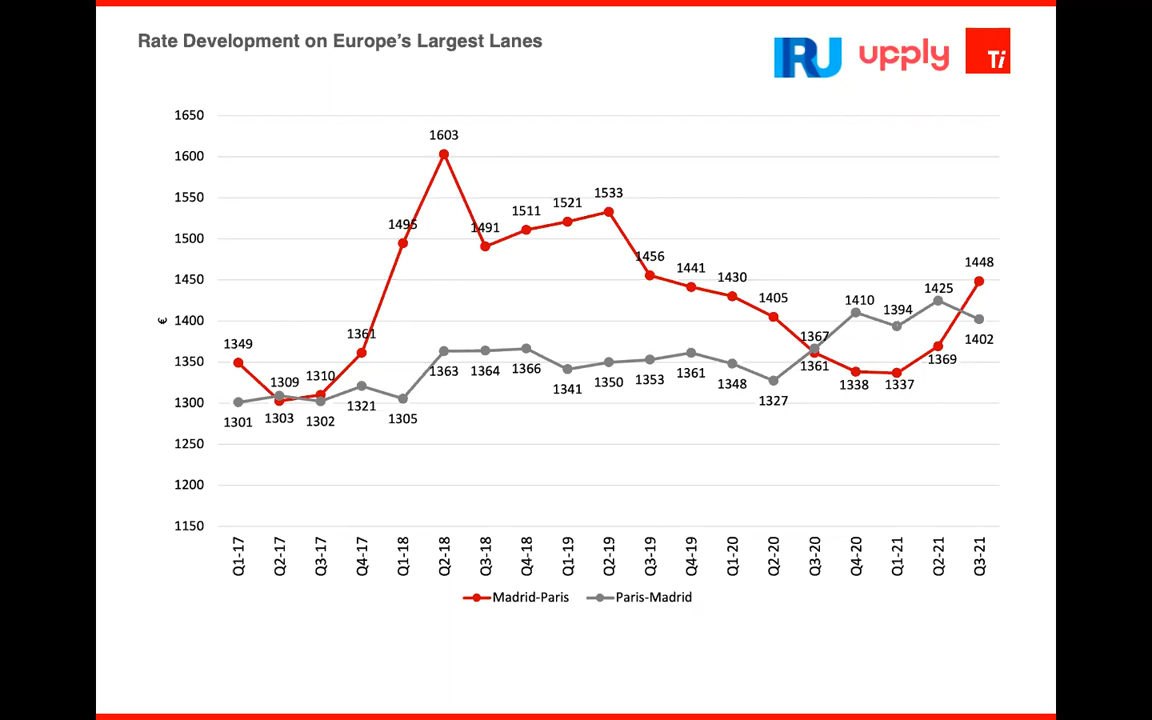 Rate Development on Europe's Largest Lanes
IRU upply Ti
1650
1600
1550
1500
1450
1400
1350
1300
1250
1200
1150
€
1349
1303
1310
1361
1495
1603
1491
1511
1521
1533
1456
1441
1430
1405
1361
1338
1337
1369
1448
1301
1309
1302
1321
1305
1363
1364
1366
1341
1350
1353
1361
1348
1327
1367
1410
1394
1425
1402
Q1-17
Q2-17
Q3-17
Q4-17
Q1-18
Q2-18
Q3-18
Q4-18
Q1-19
Q2-19
Q3-19
Q4-19
Q1-20
Q2-20
Q3-20
Q4-20
Q1-21
Q2-21
Q3-21
Madrid-Paris Paris-Madrid